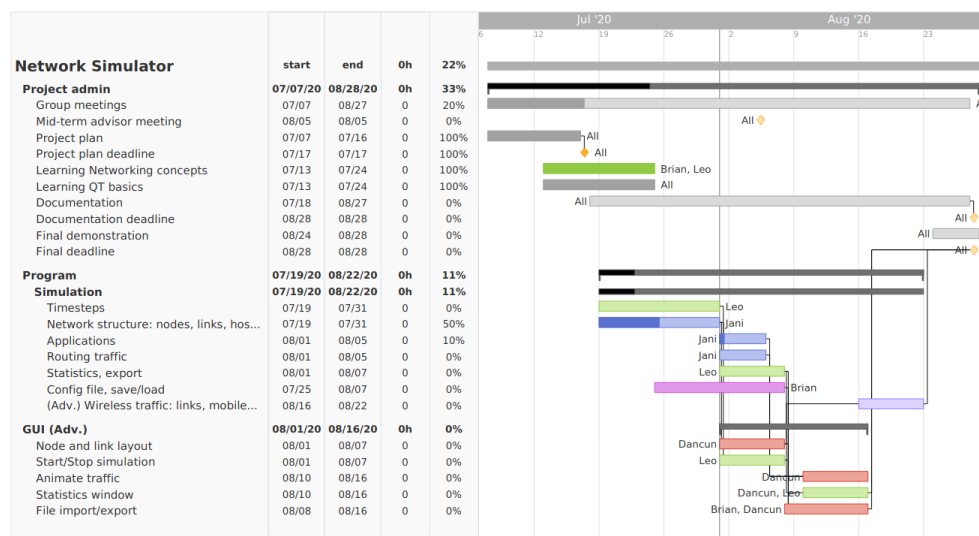 Jul '20 Aug '20
6 12 19 26 2 9 16 23
Network Simulator start end 0h 22%
Project admin 07/07/20 08/28/20 0h 33%
Group meetings 07/07 08/27 0 20%
Mid-term advisor meeting 08/05 08/05 0 0% All
Project plan 07/07 07/16 0 100% All
Project plan deadline 07/17 07/17 0 100% All
Learning Networking concepts 07/13 07/24 0 100% Brian, Leo
Learning QT basics 07/13 07/24 0 100% All
Documentation 07/18 08/27 0 0% All
Documentation deadline 08/28 08/28 0 0% All
Final demonstration 08/24 08/28 0 0% All
Final deadline 08/28 08/28 0 0% All
Program 07/19/20 08/22/20 0h 11%
Simulation 07/19/20 08/22/20 0h 11%
Timesteps 07/19 07/31 0 0% Leo
Network structure: nodes, links, hos... 07/19 07/31 0 50% Jani
Applications 08/01 08/05 0 10% Jani
Routing traffic 08/01 08/05 0 0% Jani
Statistics, export 08/01 08/07 0 0% Leo
Config file, save/load 07/25 08/07 0 0% Brian
(Adv.) Wireless traffic: links, mobile... 08/16 08/22 0 0%
GUI (Adv.) 08/01/20 08/16/20 0h 0%
Node and link layout 08/01 08/07 0 0% Dancun
Start/Stop simulation 08/01 08/07 0 0% Leo
Animate traffic 08/10 08/16 0 0% Dancun
Statistics window 08/10 08/16 0 0% Dancun, Leo
File import/export 08/08 08/16 0 0% Brian, Dancun